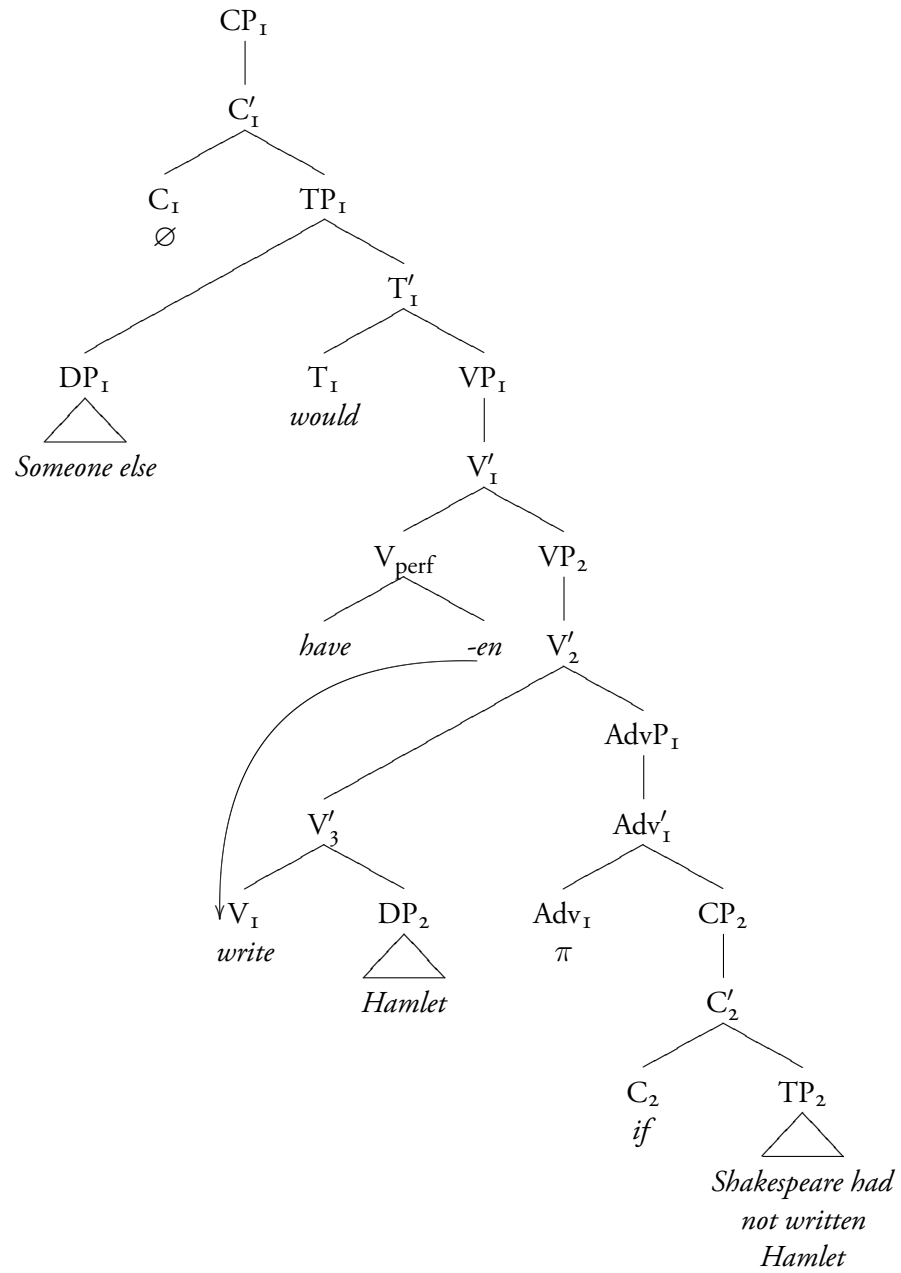 CP₁
C′₁
C₁ TP₁
∅
T′₁
DP₁ T₁ VP₁
would
Someone else
V′₁
V_perf VP₂
have -en V′₂
AdvP₁
V′₃ Adv′₁
V₁ DP₂ Adv₁ CP₂
write π
Hamlet C′₂
C₂ TP₂
if
Shakespeare had
not written
Hamlet